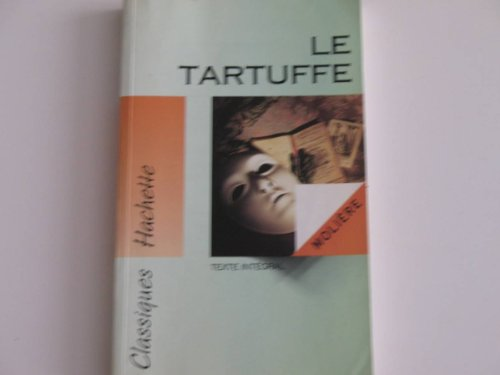 LE
TARTUFFE
MOLIÈRE
TEXTE INTÉGRAL
Classiques Hachette